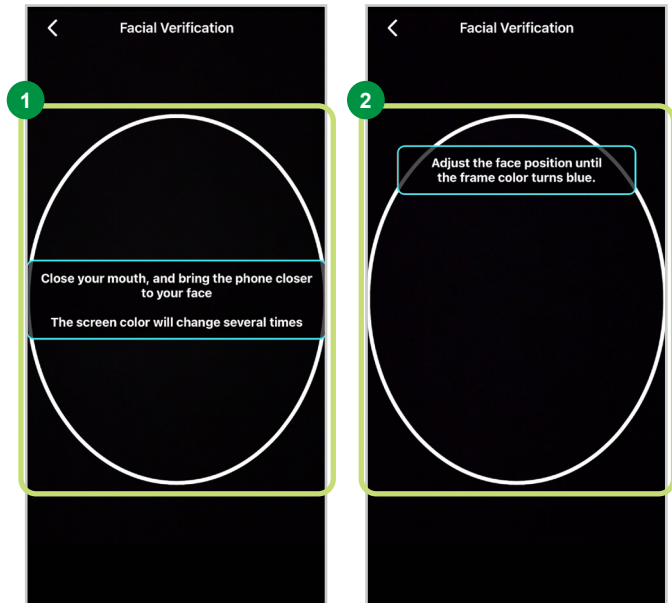 Facial Verification
1
Close your mouth, and bring the phone closer
to your face
The screen color will change several times
Facial Verification
2
Adjust the face position until
the frame color turns blue.